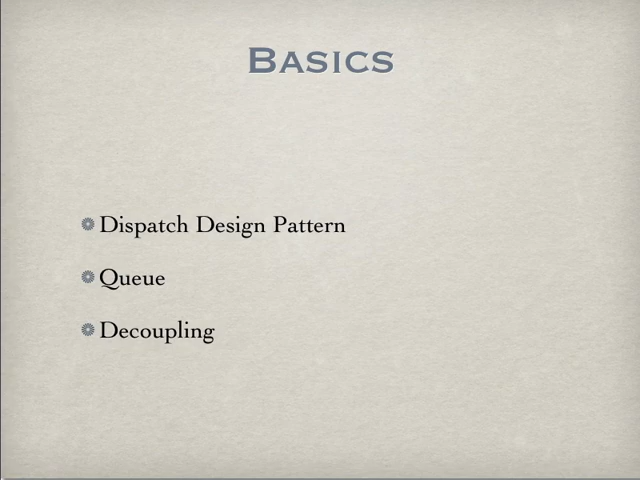 Basics
Dispatch Design Pattern
Queue
Decoupling